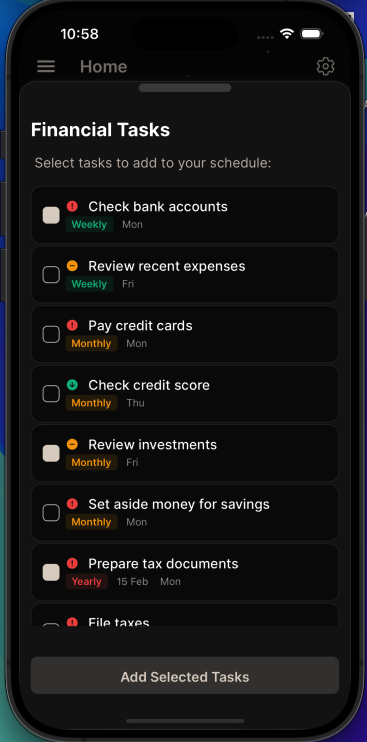 10:58
Home
Financial Tasks
Select tasks to add to your schedule:
Check bank accounts
Weekly Mon
Review recent expenses
Weekly Fri
Pay credit cards
Monthly Mon
Check credit score
Monthly Thu
Review investments
Monthly Fri
Set aside money for savings
Monthly Mon
Prepare tax documents
Yearly 15 Feb Mon
File taxes
Add Selected Tasks